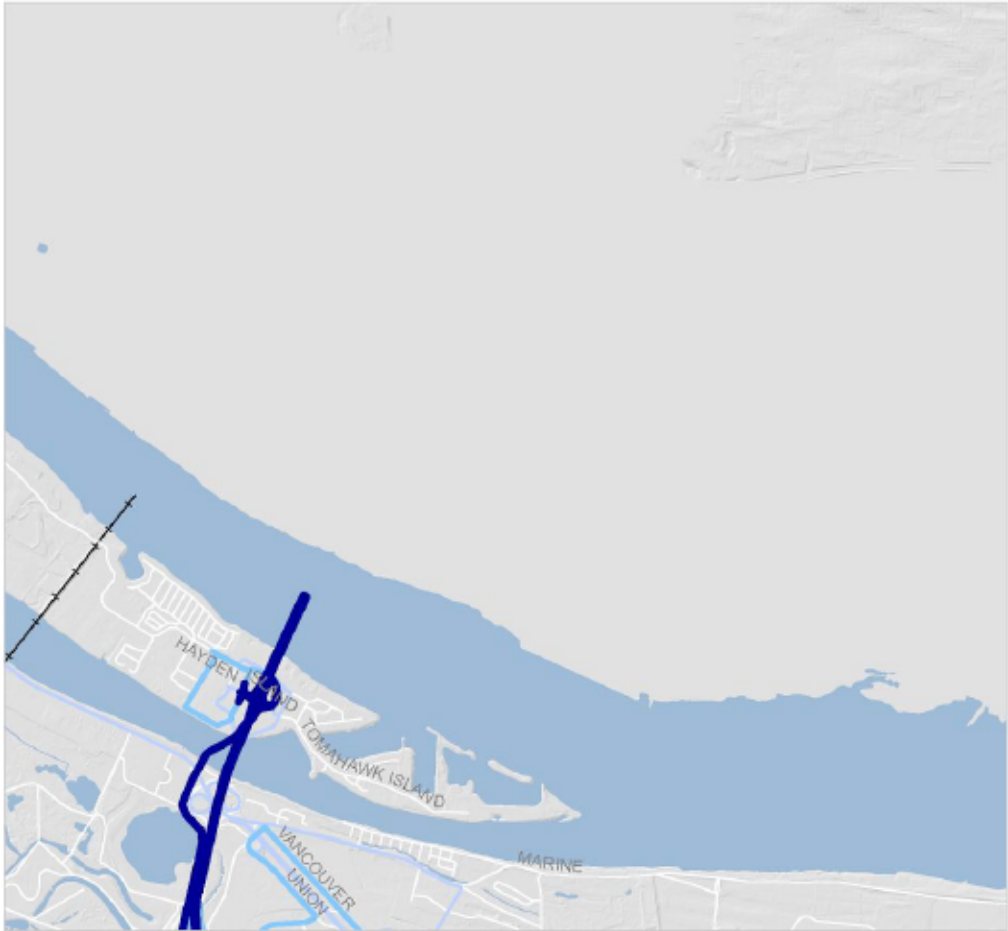 HAYDEN ISLAND
TOMAHAWK ISLAND
VANCOUVER
UNION
MARINE